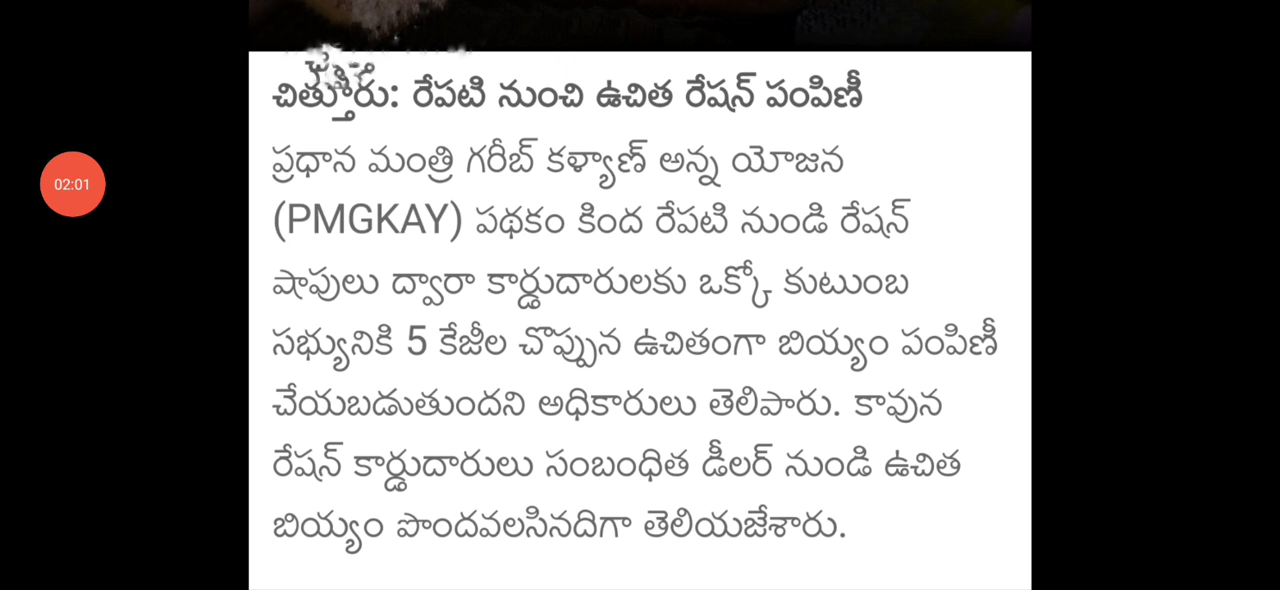 చిత్తూరు: రేపటి నుంచి ఉచిత రేషన్ పంపిణీ
ప్రధాన మంత్రి గరీబ్ కళ్యాణ్ అన్న యోజన
(PMGKAY) పథకం కింద రేపటి నుండి రేషన్
షాపులు ద్వారా కార్డుదారులకు ఒక్కో కుటుంబ
సభ్యునికి 5 కేజీల చొప్పున ఉచితంగా బియ్యం పంపిణీ
చేయబడుతుందని అధికారులు తెలిపారు. కావున
రేషన్ కార్డుదారులు సంబంధిత డీలర్ నుండి ఉచిత
బియ్యం పొందవలసినదిగా తెలియజేశారు.
02:01